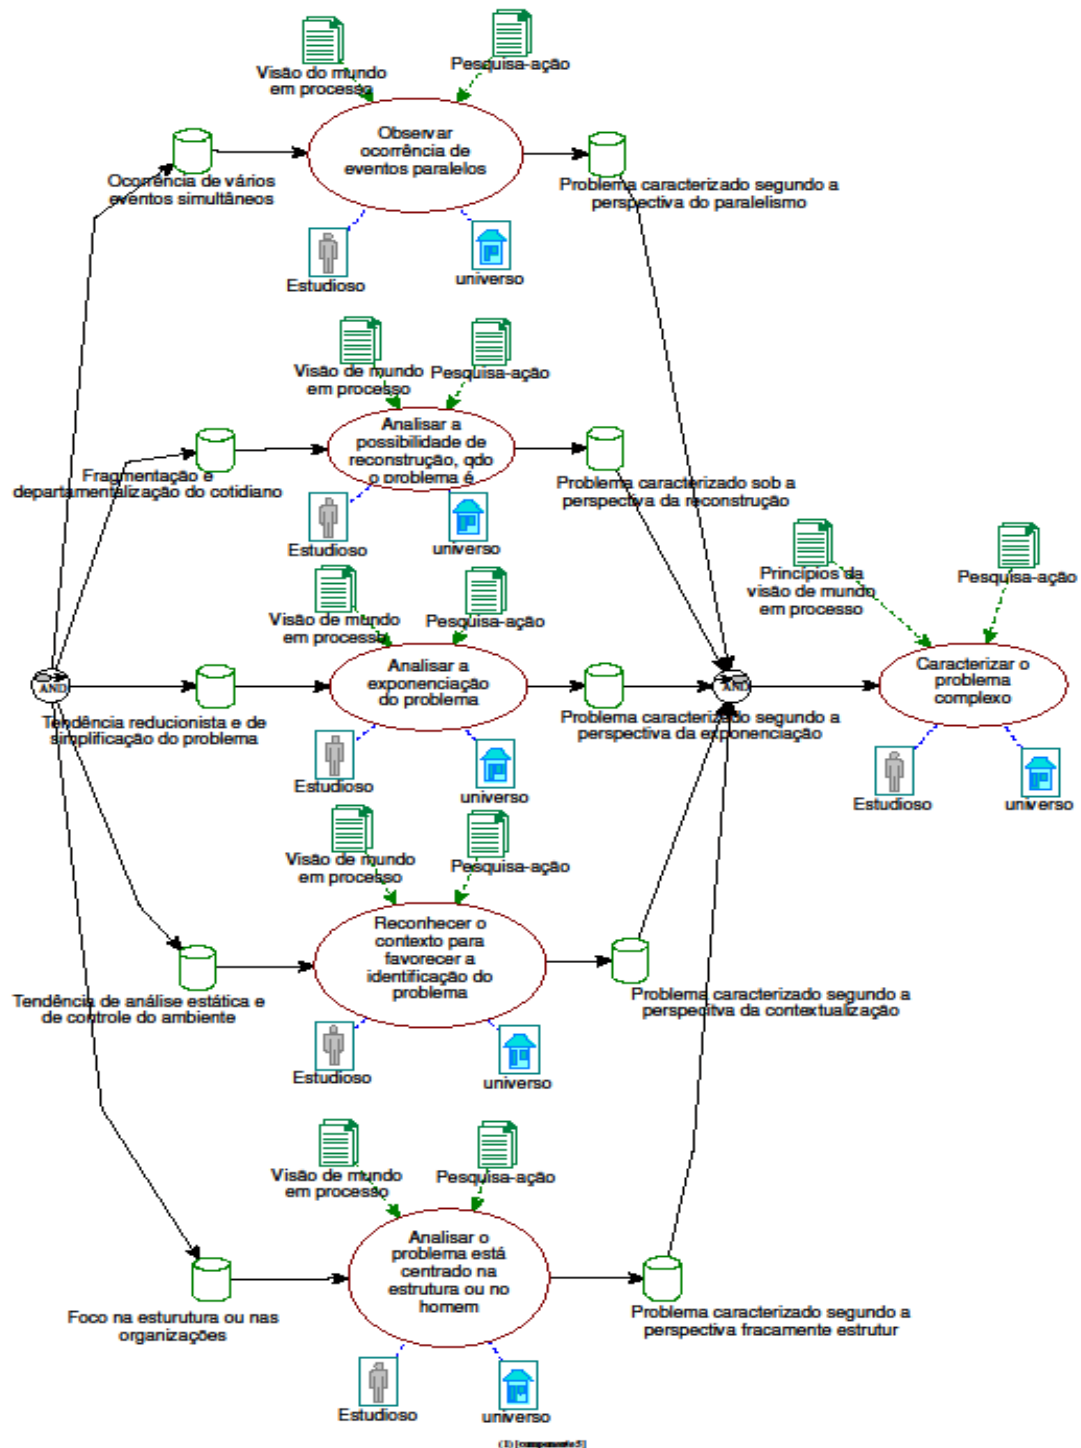 Visão do mundo
em processo
Pesquisa-ação
Observar
ocorrência de
eventos paralelos
Ocorrência de vários
eventos simultâneos
Problema caracterizado segundo a
perspectiva do paralelismo
Estudioso
universo
Visão de mundo
em processo
Pesquisa-ação
Analisar a
possibilidade de
reconstrução, qdo
o problema é
Fragmentação e
departamentalização do cotidiano
Problema caracterizado sob a
perspectiva da reconstrução
Estudioso
universo
Visão de mundo
em processo
Pesquisa-ação
Princípios da
visão de mundo
em processo
Pesquisa-ação
AND
Analisar a
exponenciação
do problema
AND
Caracterizar o
problema
complexo
Tendência reducionista e de
simplificação do problema
Problema caracterizado segundo a
perspectiva da exponenciação
Estudioso
universo
Estudioso
universo
Visão de mundo
em processo
Pesquisa-ação
Reconhecer o
contexto para
favorecer a
identificação do
problema
Tendência de análise estática e
de controle do ambiente
Problema caracterizado segundo a
perspecitva da contextualização
Estudioso
universo
Visão de mundo
em processo
Pesquisa-ação
Analisar o
problema está
centrado na
estrutura ou no
homem
Foco na esturutura ou nas
organizações
Problema caracterizado segundo a
perspectiva fracamente estrutur
Estudioso
universo
(1) [componente5]